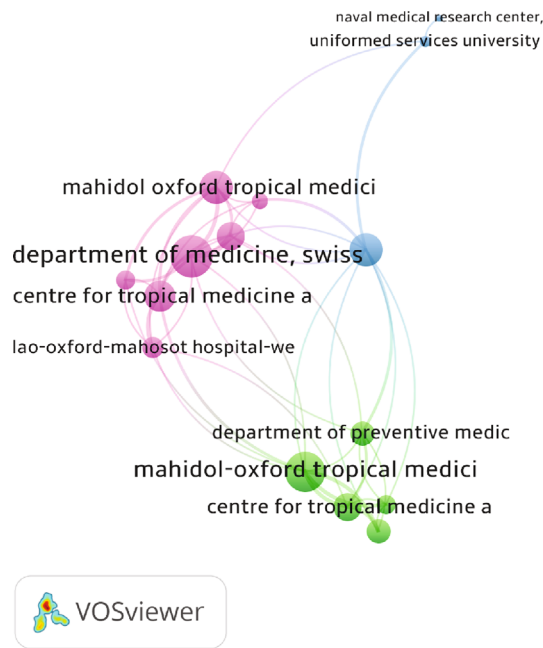 naval medical research center,
uniformed services university
mahidol oxford tropical medici
department of medicine, swiss
centre for tropical medicine a
lao-oxford-mahosot hospital-we
department of preventive medic
mahidol-oxford tropical medici
centre for tropical medicine a
VOSviewer